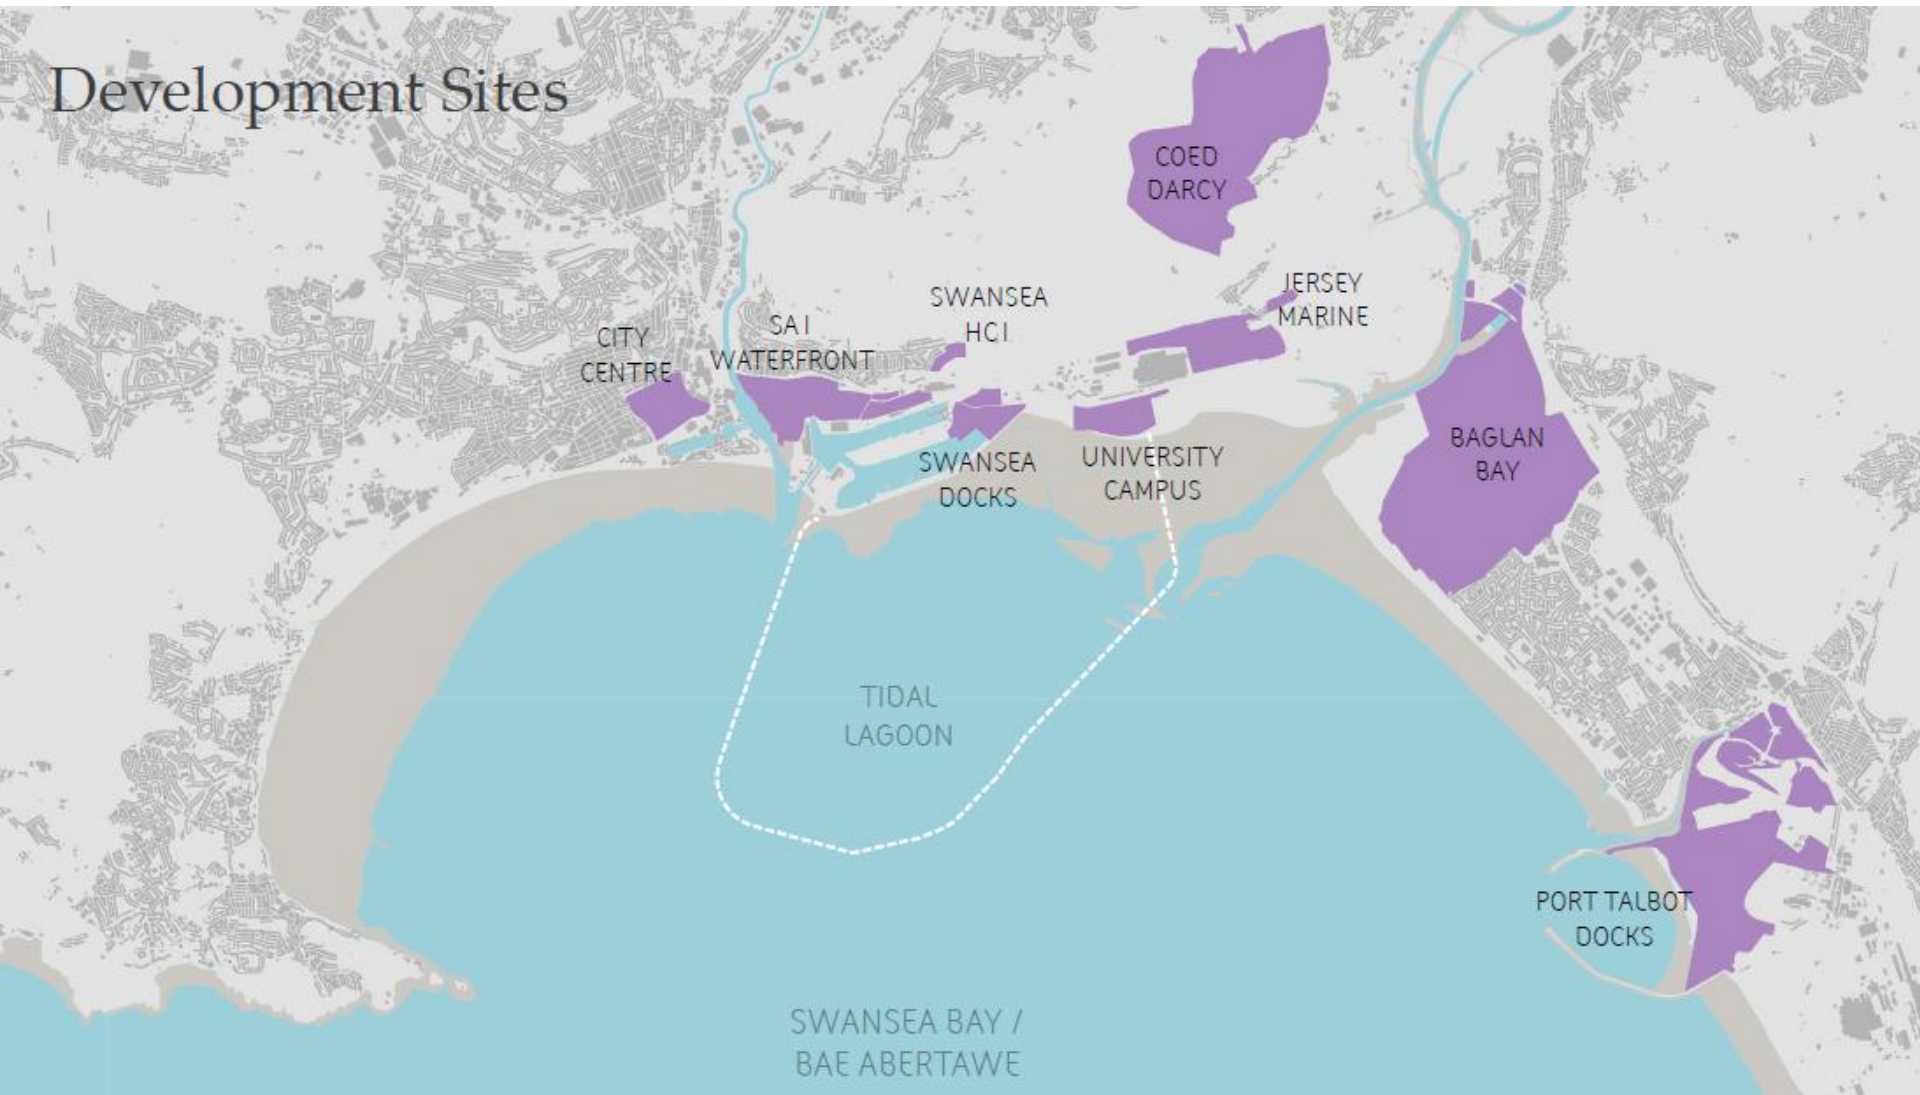 Development Sites
COED
DARCY
JERSEY
MARINE
SWANSEA
HCI
SA1
WATERFRONT
CITY
CENTRE
BAGLAN
BAY
SWANSEA
DOCKS
UNIVERSITY
CAMPUS
TIDAL
LAGOON
PORT TALBOT
DOCKS
SWANSEA BAY /
BAE ABERTAWE